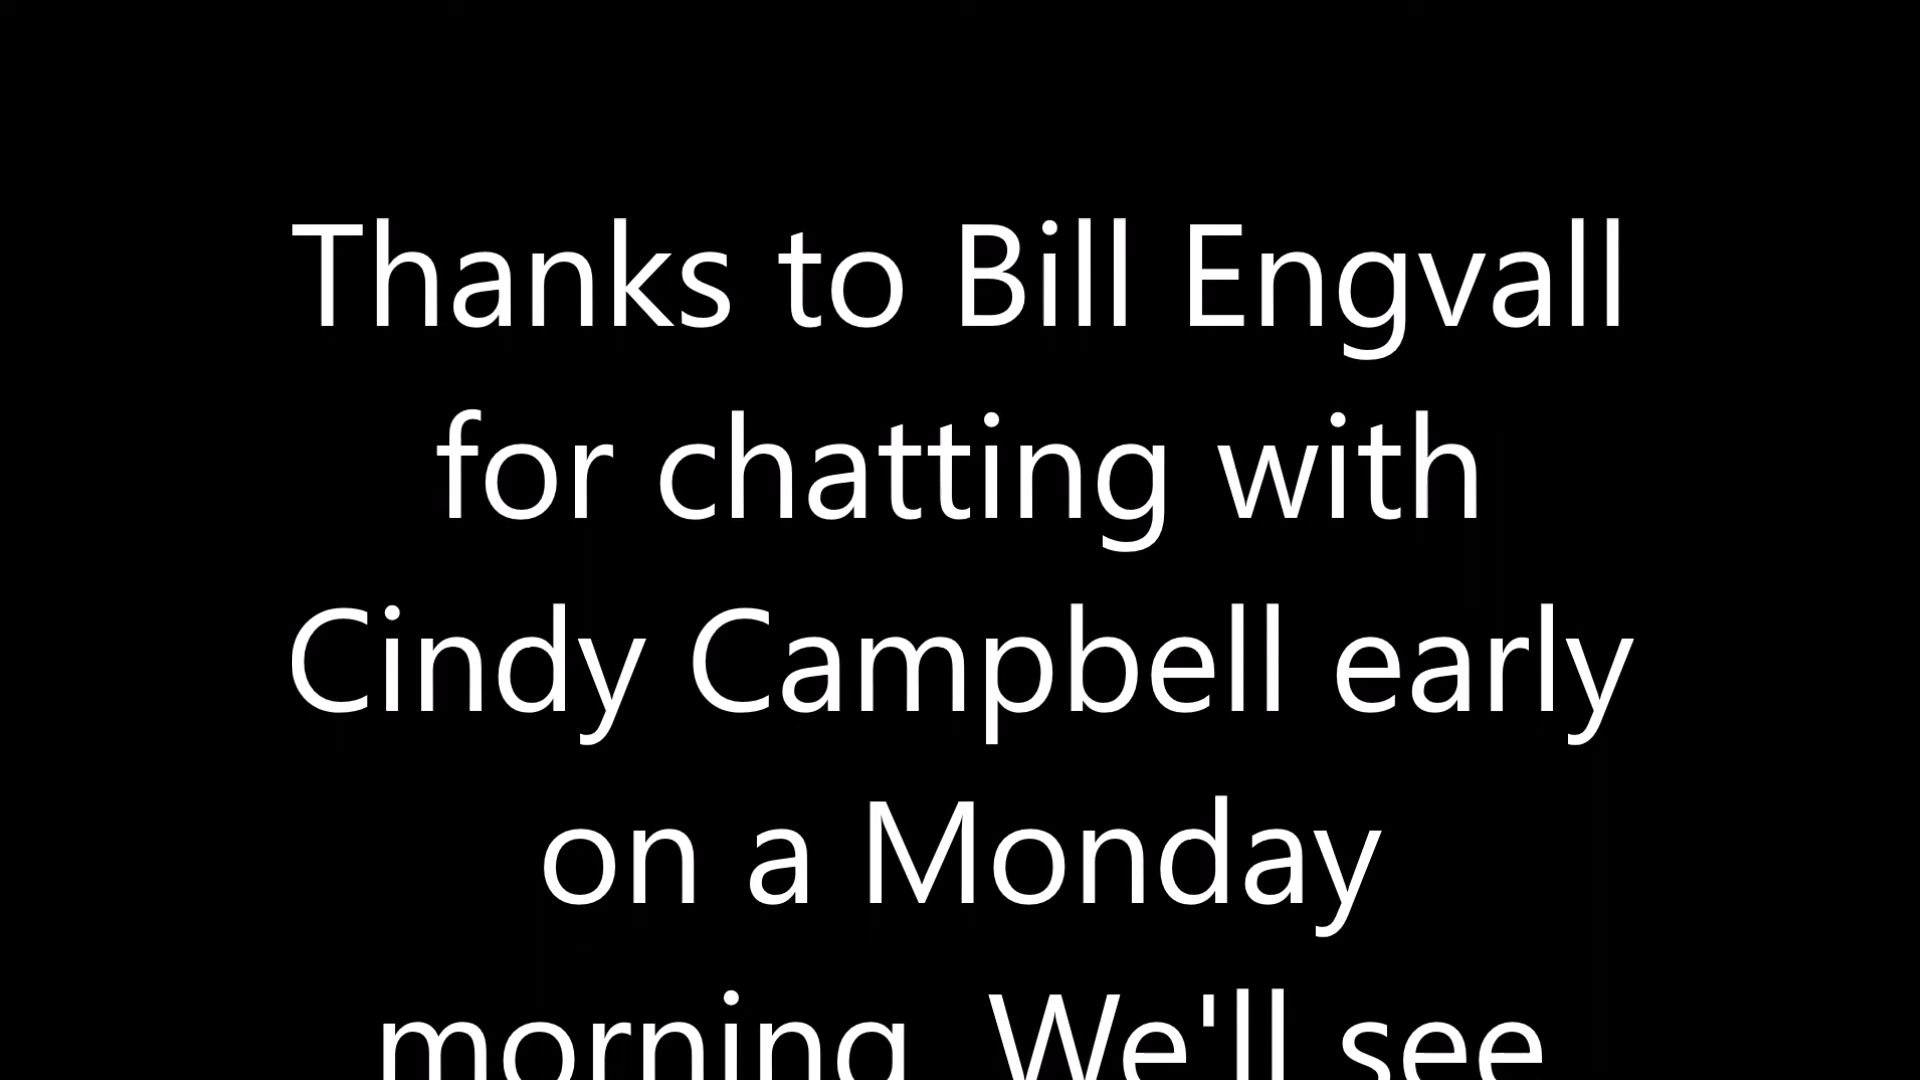 Thanks to Bill Engvall
for chatting with
Cindy Campbell early
on a Monday
morning. We'll see